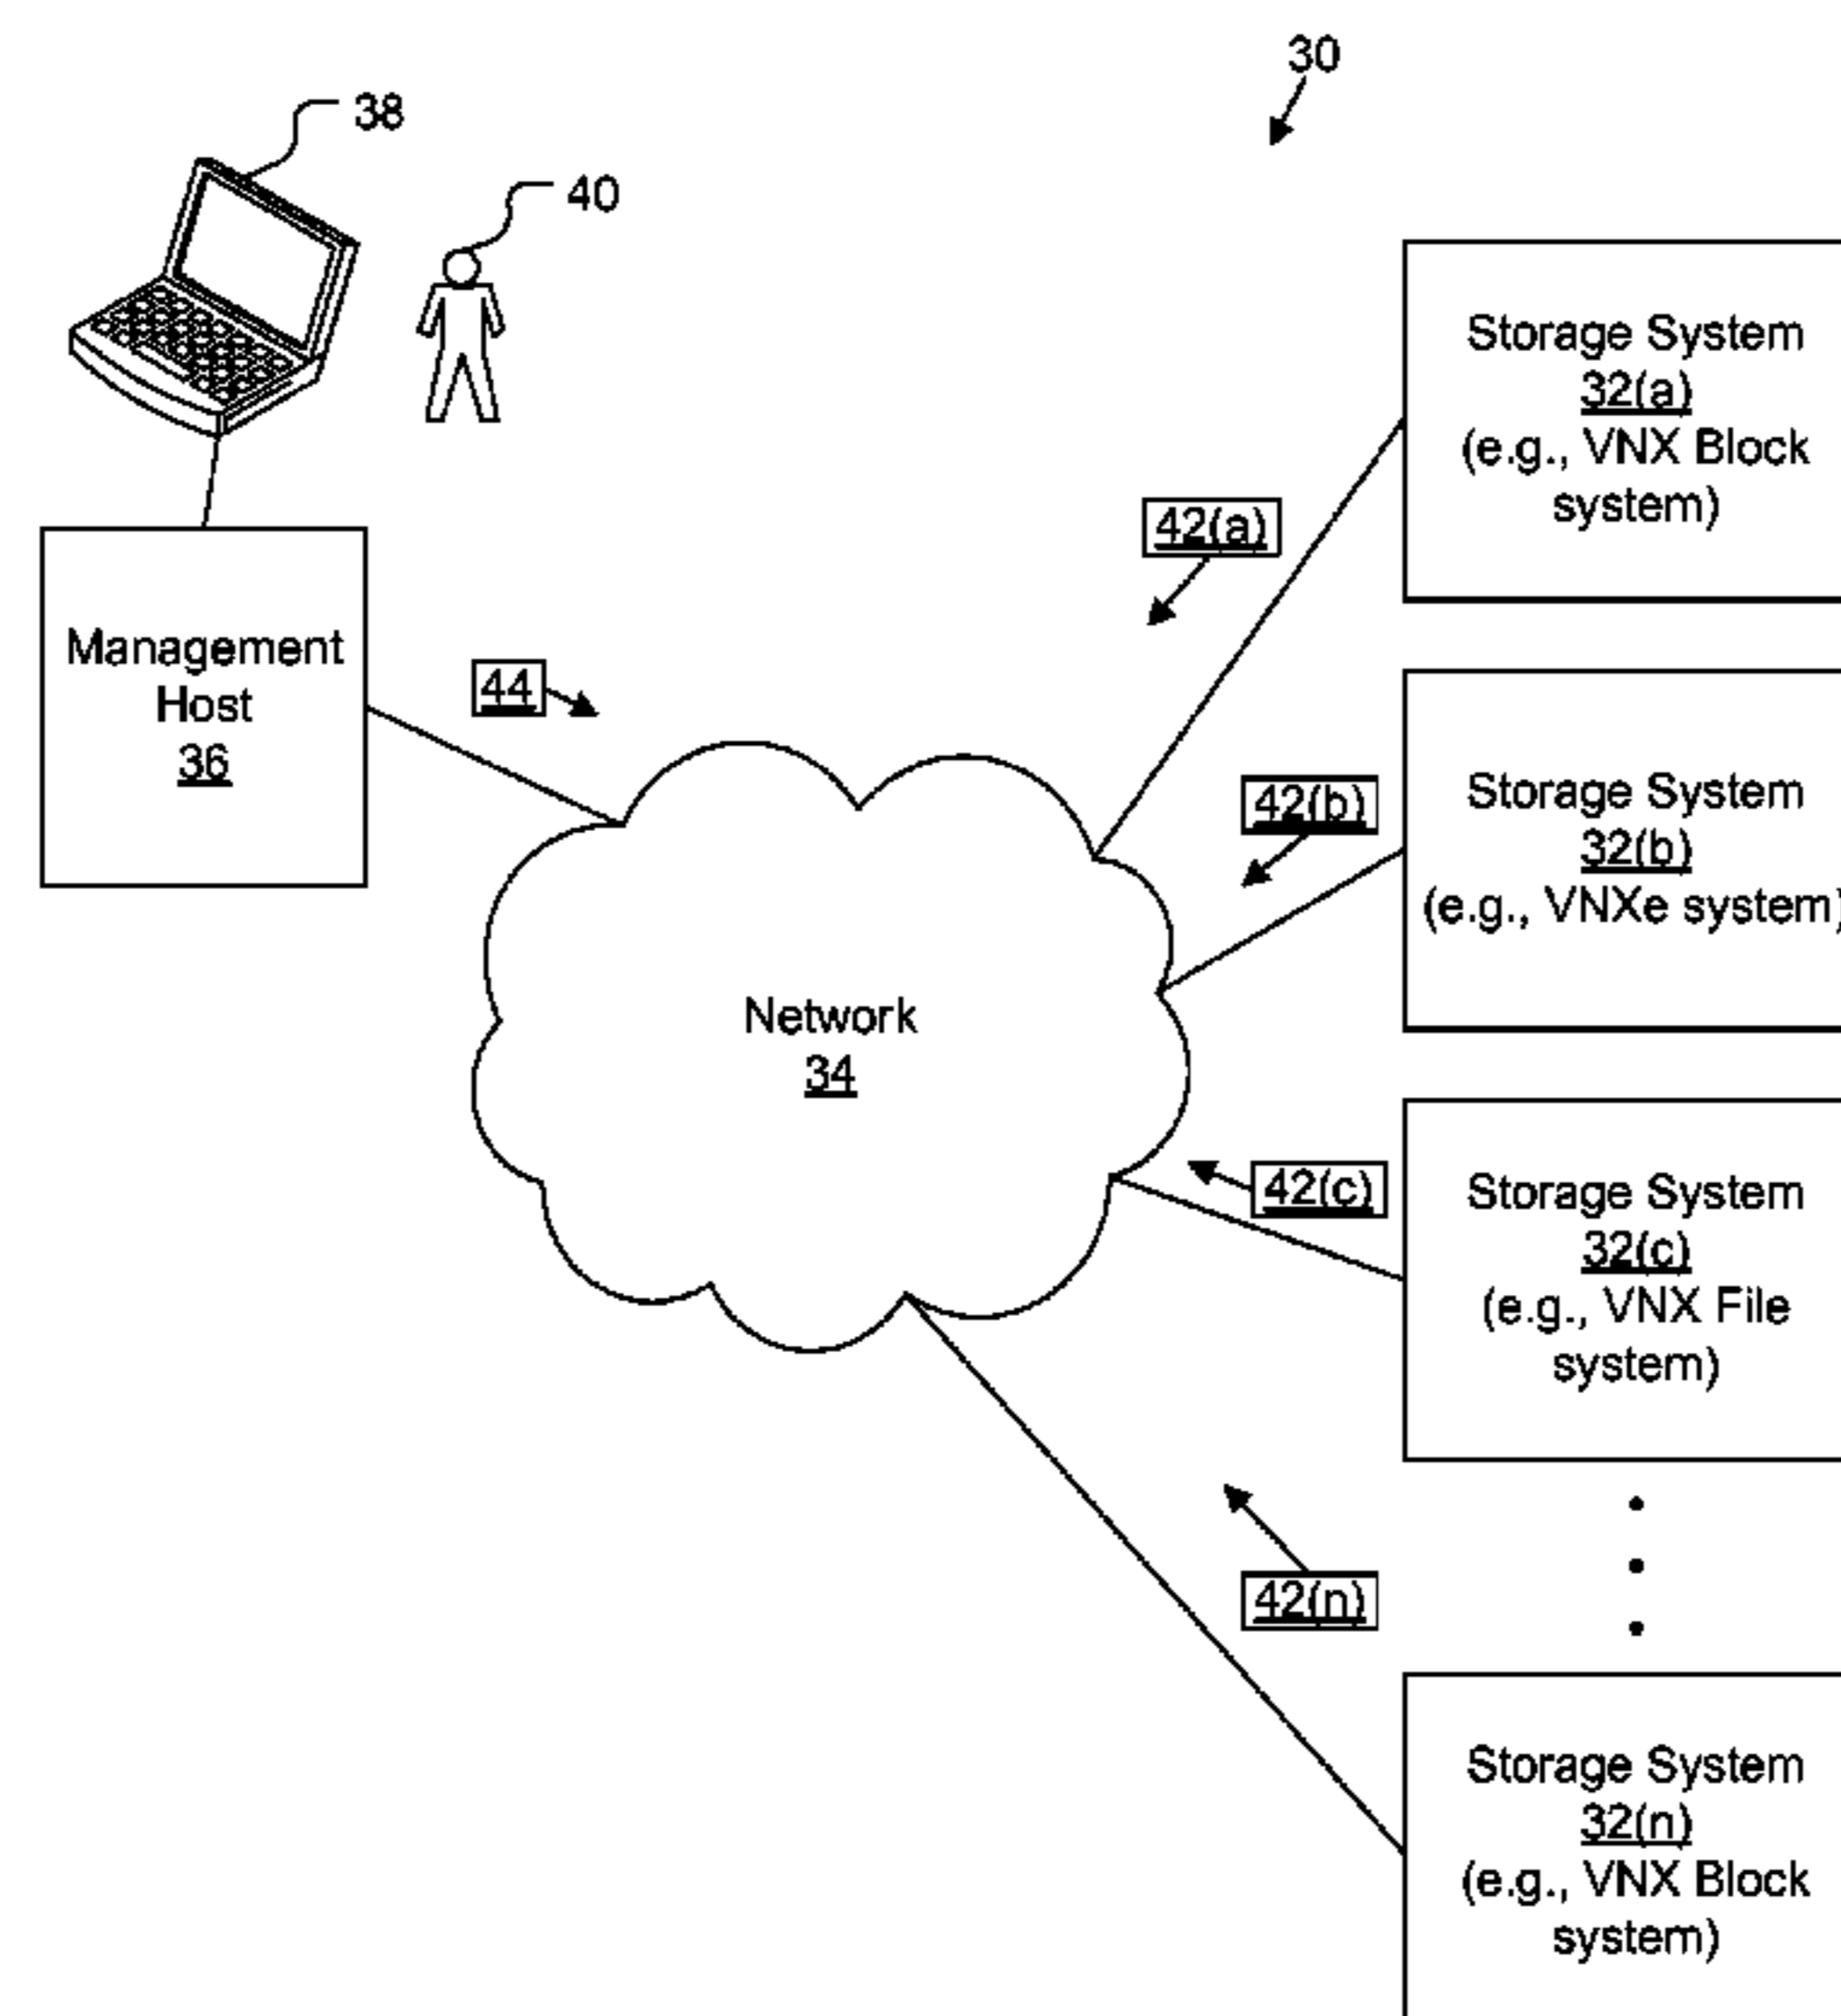 30
38
40
Storage System
32(a)
(e.g., VNX Block
system)
42(a)
Management
Host
36
44
Storage System
32(b)
(e.g., VNXe system)
42(b)
Network
34
Storage System
32(c)
(e.g., VNX File
system)
42(c)
42(n)
Storage System
32(n)
(e.g., VNX Block
system)